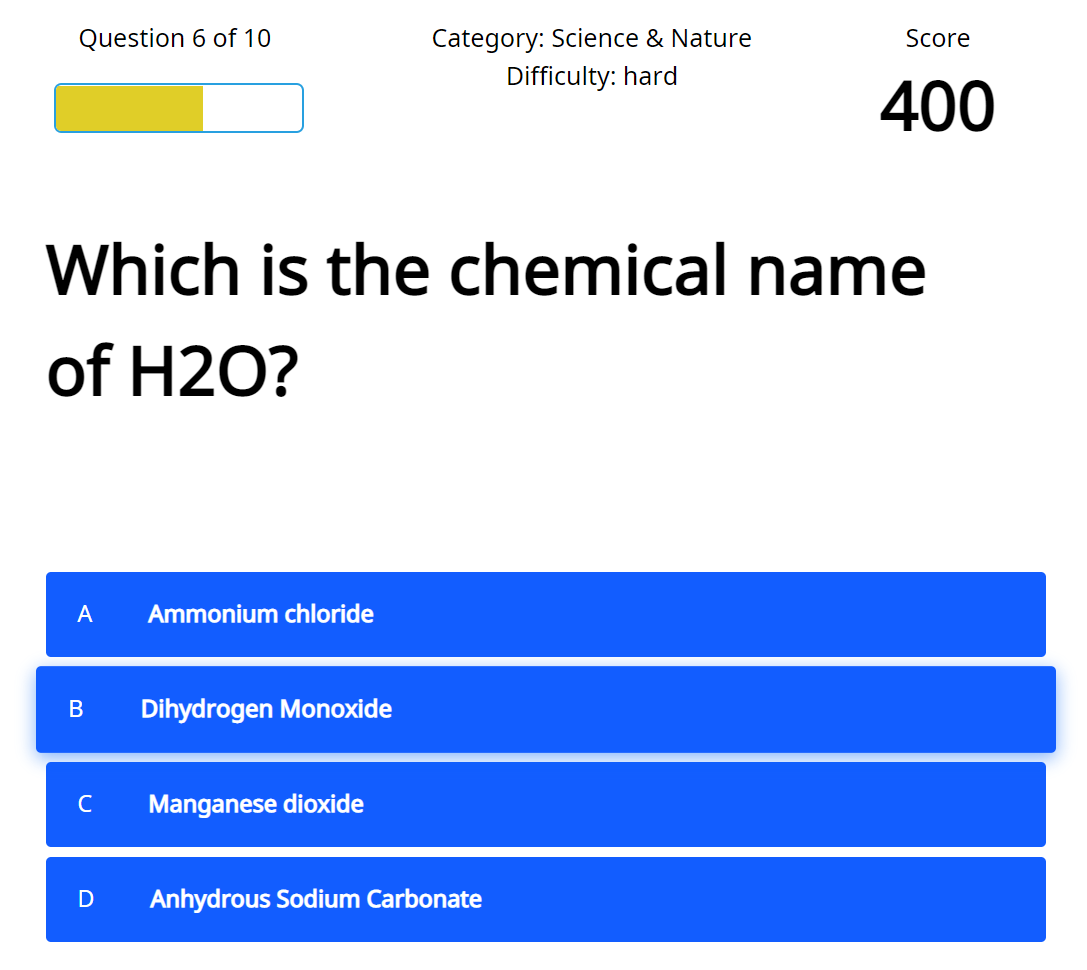 Question 6 of 10
Category: Science & Nature
Difficulty: hard
Score
400
Which is the chemical name
of H2O?
A Ammonium chloride
B Dihydrogen Monoxide
C Manganese dioxide
D Anhydrous Sodium Carbonate